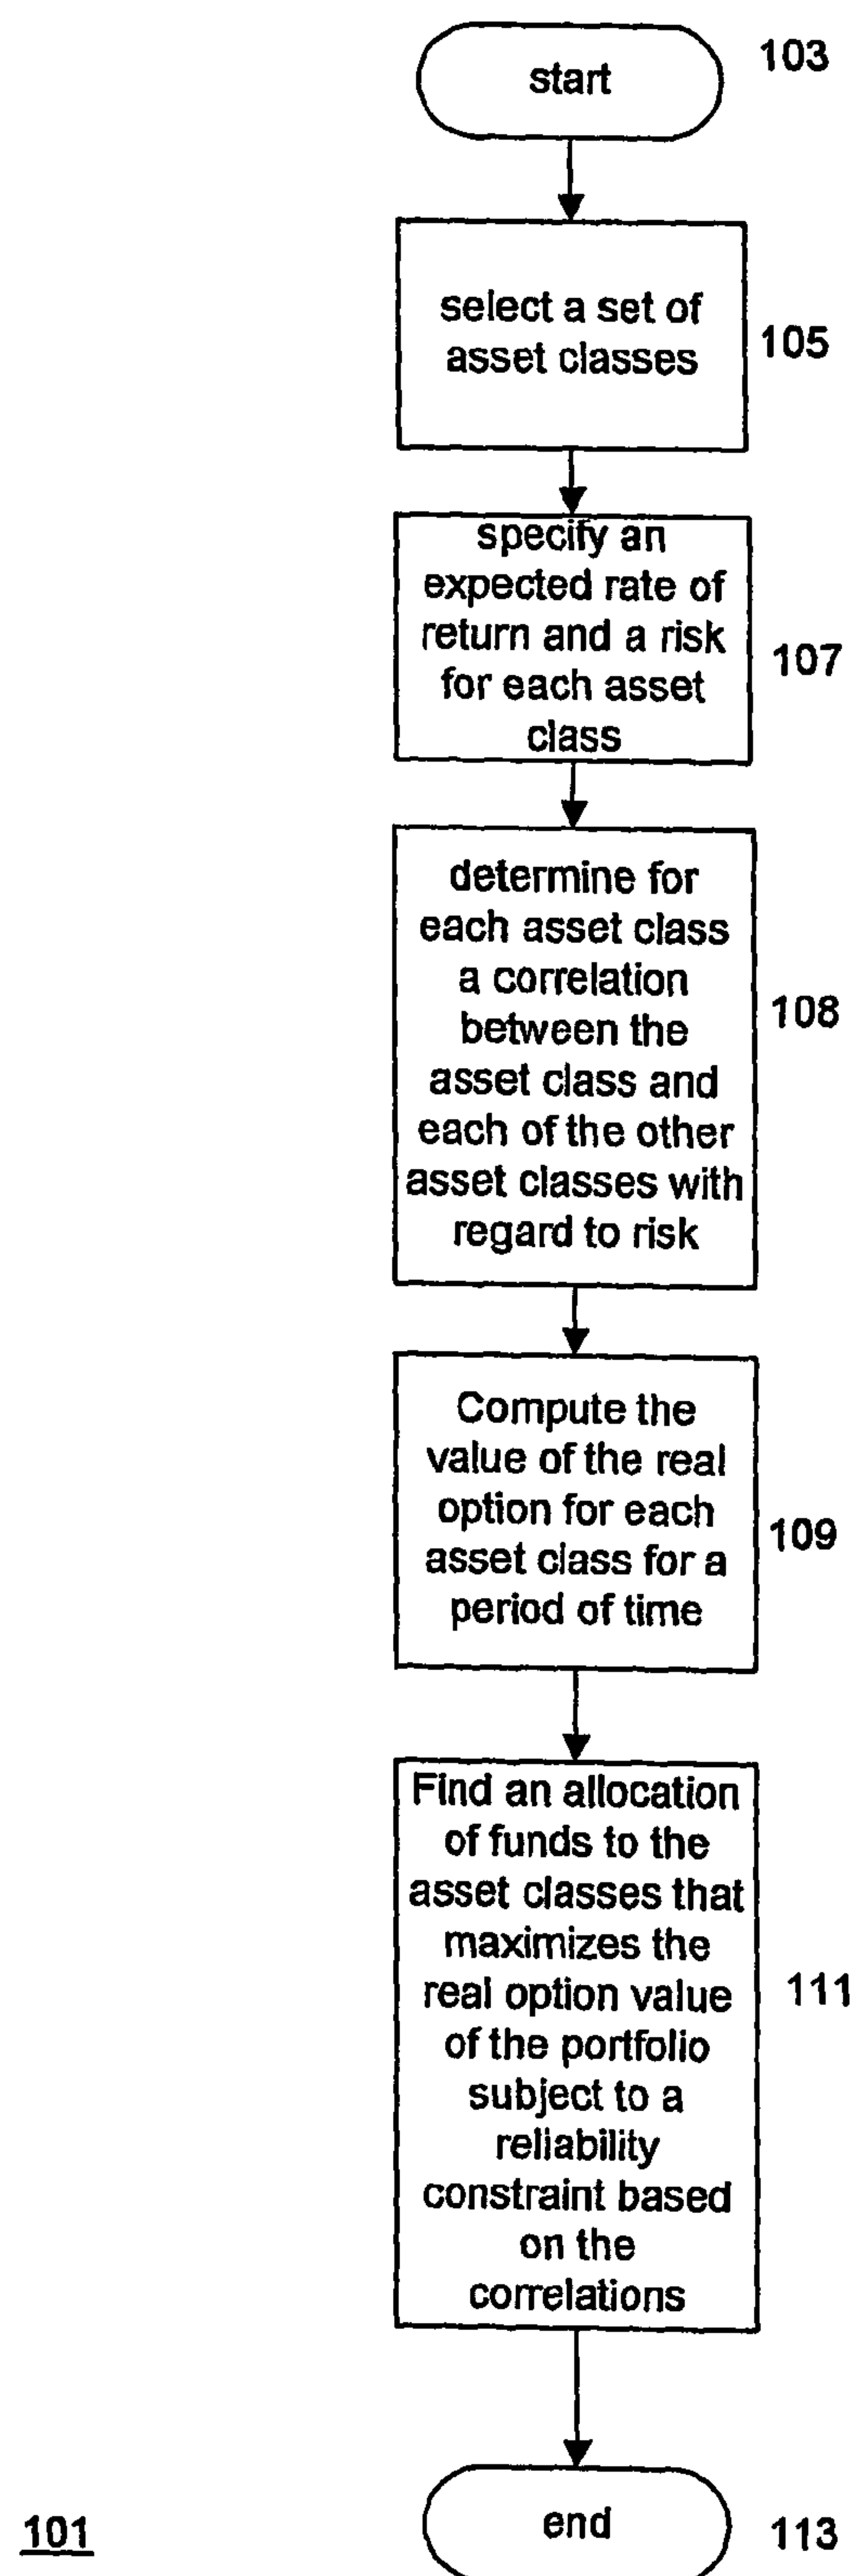 start
103
select a set of
asset classes
105
specify an
expected rate of
return and a risk
for each asset
class
107
determine for
each asset class
a correlation
between the
asset class and
each of the other
asset classes with
regard to risk
108
Compute the
value of the real
option for each
asset class for a
period of time
109
Find an allocation
of funds to the
asset classes that
maximizes the
real option value
of the portfolio
subject to a
reliability
constraint based
on the
correlations
111
end
113
101